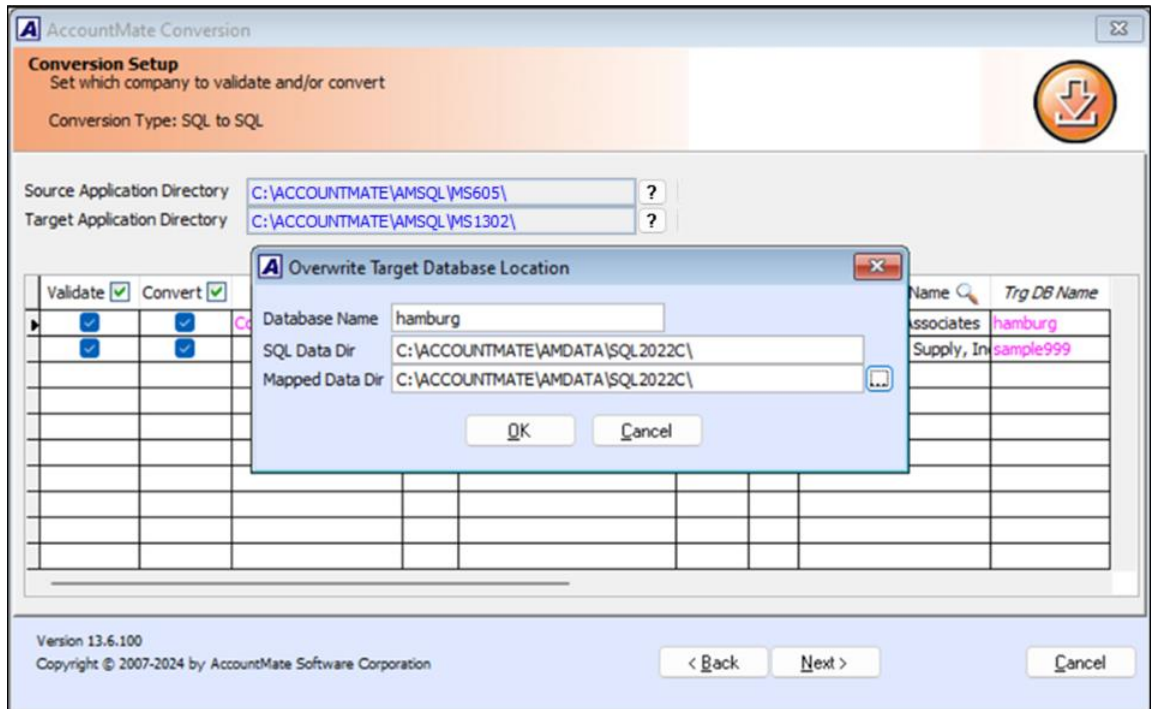 AccountMate Conversion
Conversion Setup
Set which company to validate and/or convert
Conversion Type: SQL to SQL
Source Application Directory C:\ACCOUNTMATE\AMSQL\MS605\ ?
Target Application Directory C:\ACCOUNTMATE\AMSQL\MS1302\ ?
Overwrite Target Database Location
Validate Convert Name Trg DB Name
Database Name hamburg
Associates hamburg
SQL Data Dir C:\ACCOUNTMATE\AMDATA\SQL2022C\
Supply, In sample999
Mapped Data Dir C:\ACCOUNTMATE\AMDATA\SQL2022C\ ...
OK Cancel
Version 13.6.100
Copyright © 2007-2024 by AccountMate Software Corporation
< Back Next > Cancel